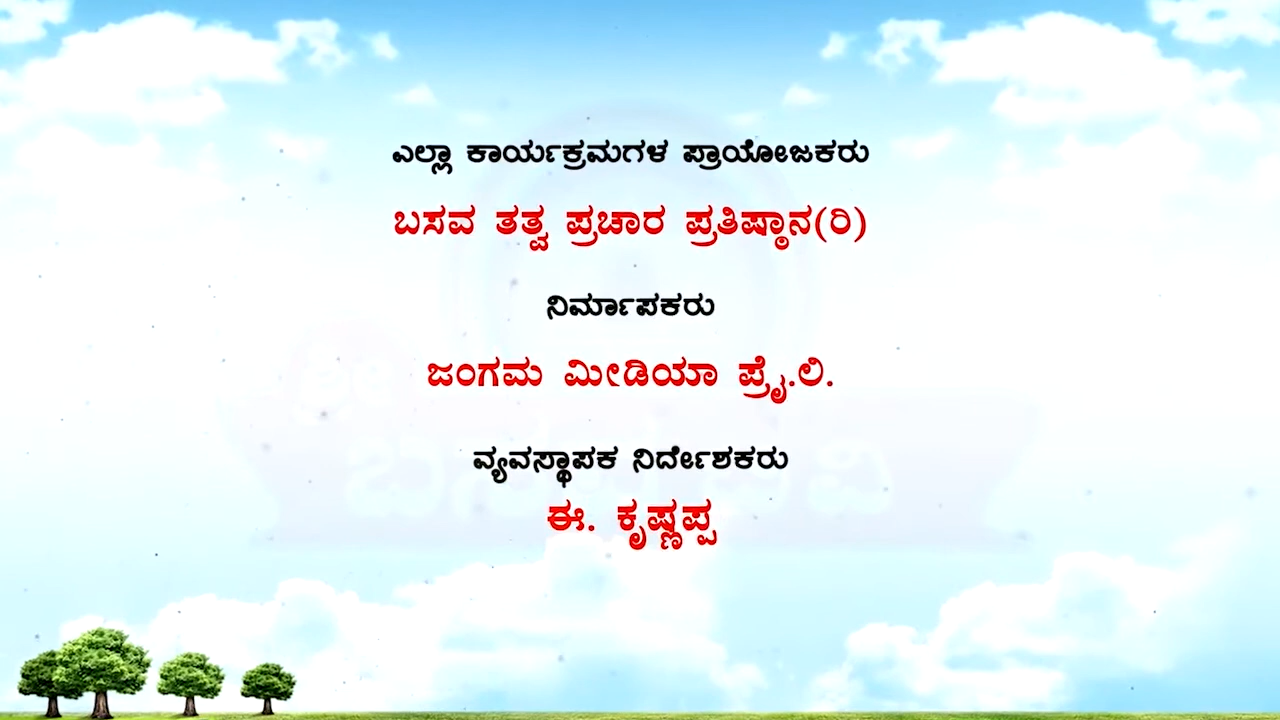 ಎಲ್ಲಾ ಕಾರ್ಯಕ್ರಮಗಳ ಪ್ರಾಯೋಜಕರು
ಬಸವ ತತ್ವ ಪ್ರಚಾರ ಪ್ರತಿಷ್ಠಾನ(ರಿ)
ನಿರ್ಮಾಪಕರು
ಜಂಗಮ ಮೀಡಿಯಾ ಪ್ರೈ.ಲಿ.
ವ್ಯವಸ್ಥಾಪಕ ನಿರ್ದೇಶಕರು
ಈ. ಕೃಷ್ಣಪ್ಪ